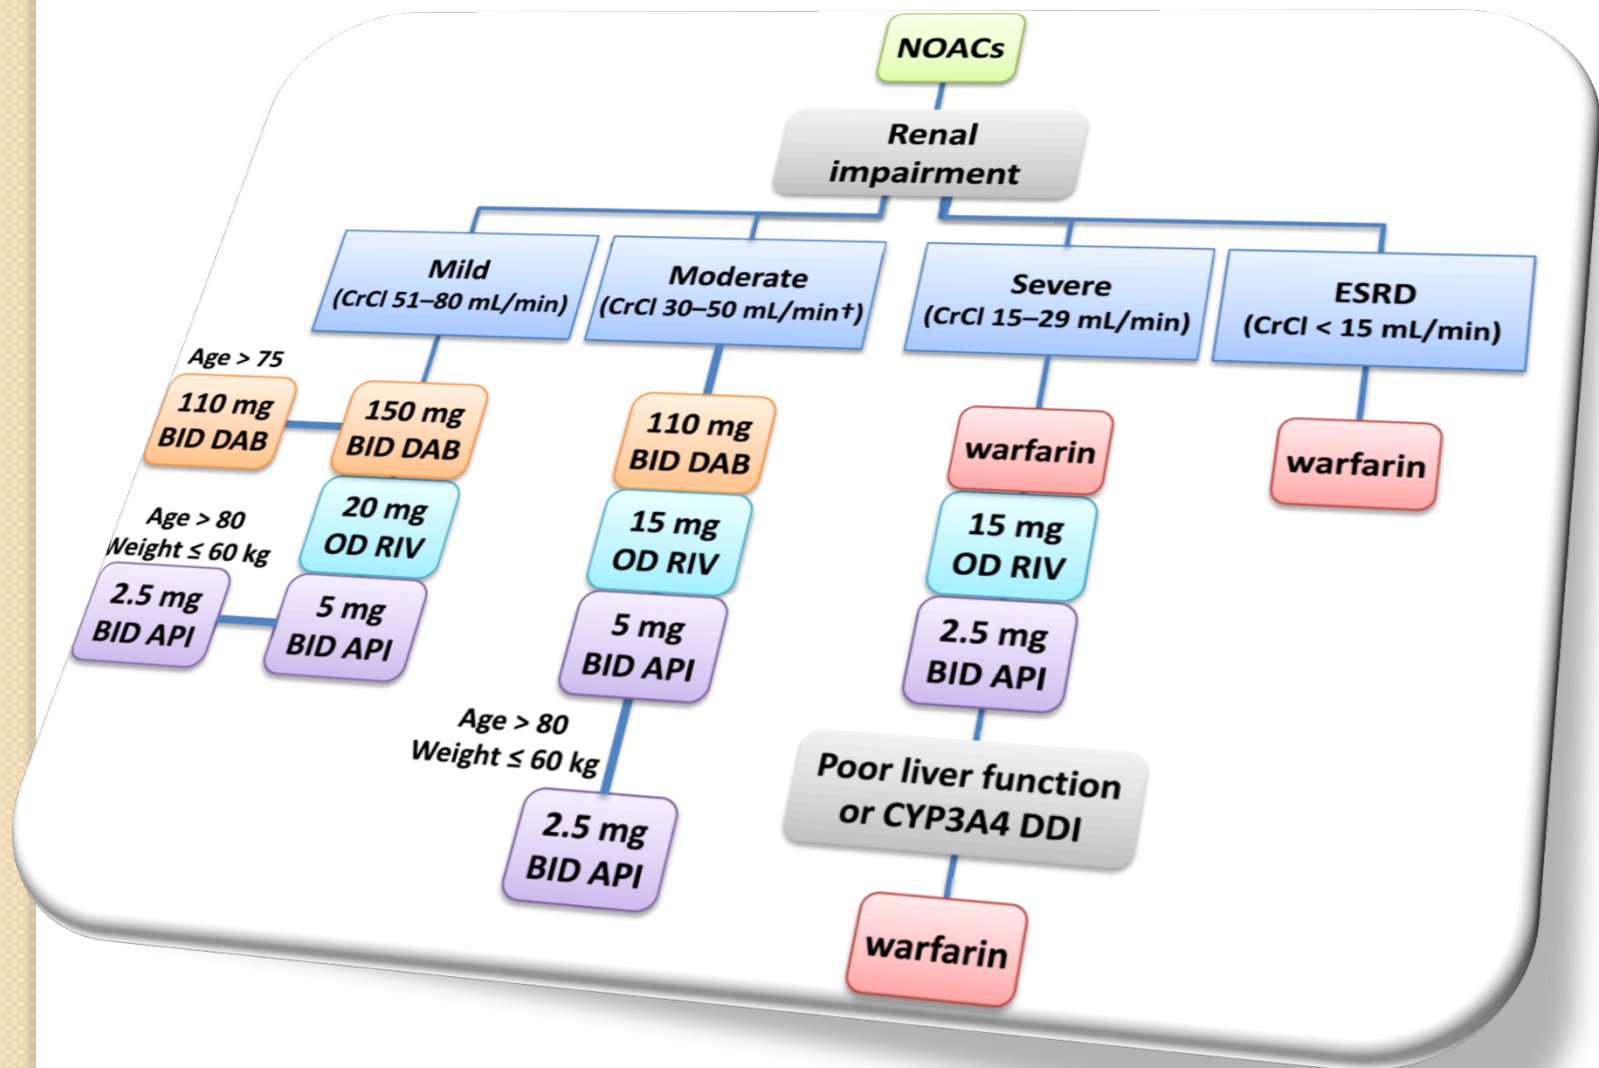 NOACs
Renal
impairment
Mild
(CrCl 51–80 mL/min)
Moderate
(CrCl 30–50 mL/min†)
Severe
(CrCl 15–29 mL/min)
ESRD
(CrCl < 15 mL/min)
Age > 75
110 mg
BID DAB
150 mg
BID DAB
20 mg
OD RIV
Age > 80
Weight ≤ 60 kg
2.5 mg
BID API
5 mg
BID API
110 mg
BID DAB
15 mg
OD RIV
5 mg
BID API
Age > 80
Weight ≤ 60 kg
2.5 mg
BID API
warfarin
15 mg
OD RIV
2.5 mg
BID API
Poor liver function
or CYP3A4 DDI
warfarin
warfarin